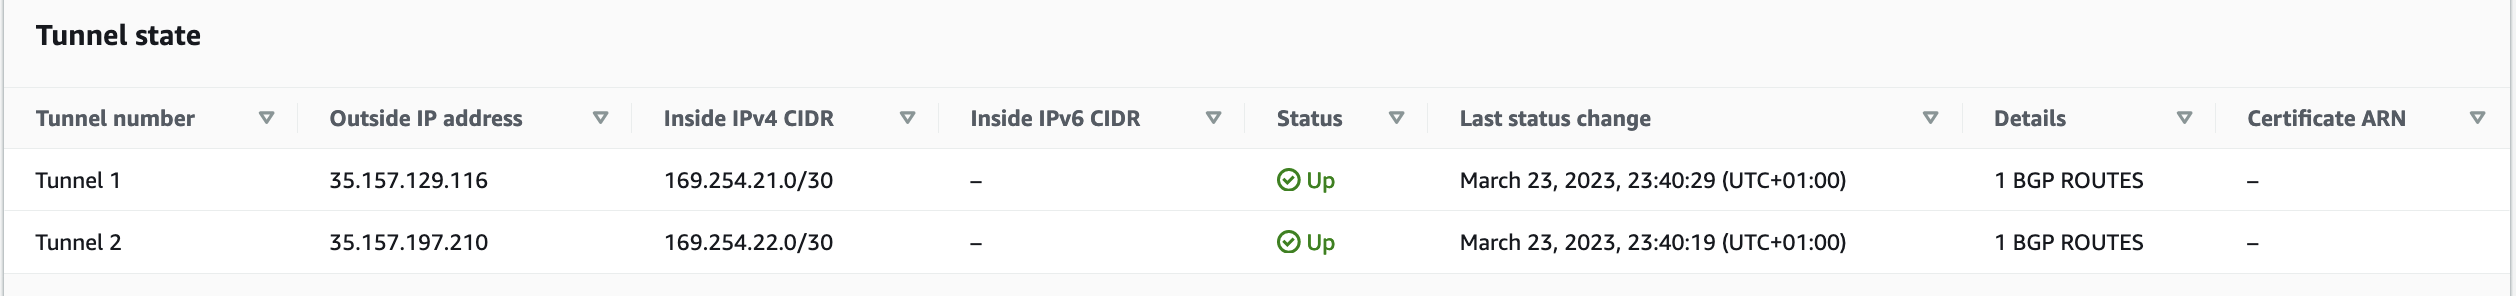 Tunnel state
Tunnel number Outside IP address Inside IPv4 CIDR Inside IPv6 CIDR Status Last status change Details Certificate ARN
Tunnel 1 35.157.129.116 169.254.21.0/30 – Up March 23, 2023, 23:40:29 (UTC+01:00) 1 BGP ROUTES –
Tunnel 2 35.157.197.210 169.254.22.0/30 – Up March 23, 2023, 23:40:19 (UTC+01:00) 1 BGP ROUTES –